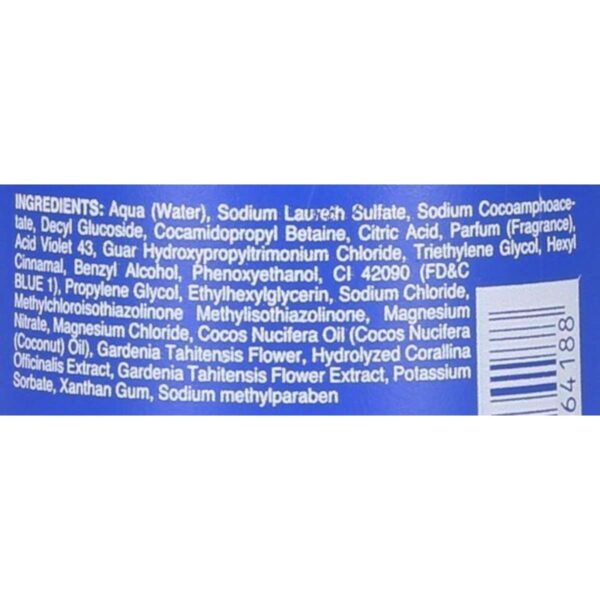 INGREDIENTS: Aqua (Water), Sodium Laureth Sulfate, Sodium Cocoamphoace-
tate, Decyl Glucoside, Cocamidopropyl Betaine, Citric Acid, Parfum (Fragrance),
Acid Violet 43, Guar Hydroxypropyltrimonium Chloride, Triethylene Glycol, Hexyl
Cinnamal, Benzyl Alcohol, Phenoxyethanol, CI 42090 (FD&C
BLUE 1), Propylene Glycol, Ethylhexylglycerin, Sodium Chloride,
Methylchloroisothiazolinone Methylisothiazolinone, Magnesium
Nitrate, Magnesium Chloride, Cocos Nucifera Oil (Cocos Nucifera
(Coconut) Oil), Gardenia Tahitensis Flower, Hydrolyzed Corallina
Officinalis Extract, Gardenia Tahitensis Flower Extract, Potassium
Sorbate, Xanthan Gum, Sodium methylparaben
64188